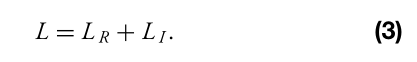 L = L_R + L_I. (3)